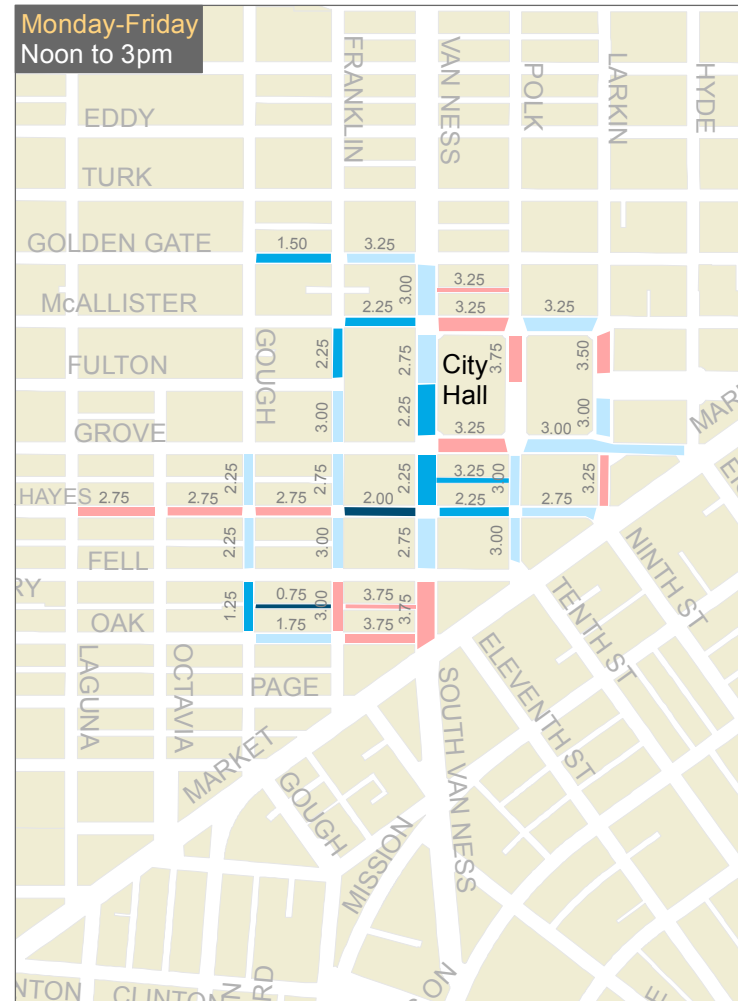 Monday-Friday
Noon to 3pm
FRANKLIN
VAN NESS
POLK
LARKIN
HYDE
EDDY
TURK
GOLDEN GATE
1.50
3.25
McALLISTER
3.00
3.25
2.25
3.25
3.25
FULTON
GOUGH
2.25
2.75
City
Hall
3.75
3.50
GROVE
3.00
2.25
3.25
3.00
3.00
MAR
HAYES
2.75
2.75
2.25
2.75
2.75
2.00
2.25
3.25
3.00
2.25
2.75
3.25
FELL
2.25
3.00
2.75
3.00
NINTH ST
RY
OAK
1.25
0.75
3.00
3.75
3.75
1.75
3.75
TENTH ST
ELEVENTH ST
LAGUNA
OCTAVIA
PAGE
SOUTH VAN NESS
MARKET
GOUGH
MISSION
NTON
CLINTON
N
RD
ON